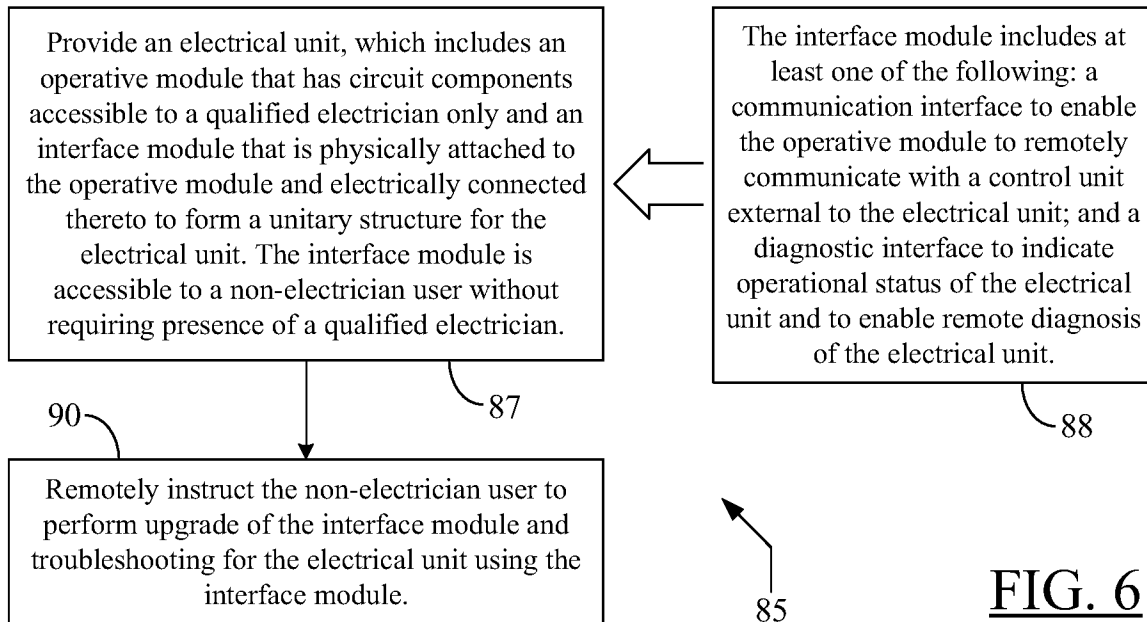 Provide an electrical unit, which includes an
operative module that has circuit components
accessible to a qualified electrician only and an
interface module that is physically attached to
the operative module and electrically connected
thereto to form a unitary structure for the
electrical unit. The interface module is
accessible to a non-electrician user without
requiring presence of a qualified electrician.
87
The interface module includes at
least one of the following: a
communication interface to enable
the operative module to remotely
communicate with a control unit
external to the electrical unit; and a
diagnostic interface to indicate
operational status of the electrical
unit and to enable remote diagnosis
of the electrical unit.
88
90
Remotely instruct the non-electrician user to
perform upgrade of the interface module and
troubleshooting for the electrical unit using the
interface module.
85
FIG. 6